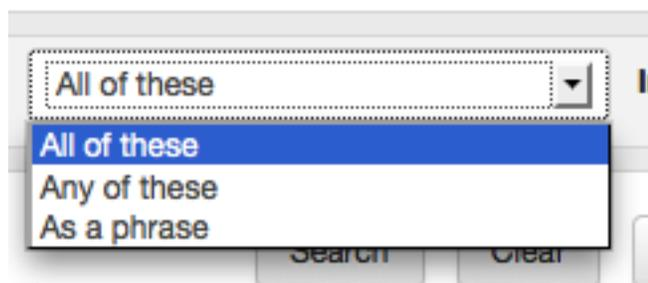 All of these
All of these
Any of these
As a phrase
Search
Clear